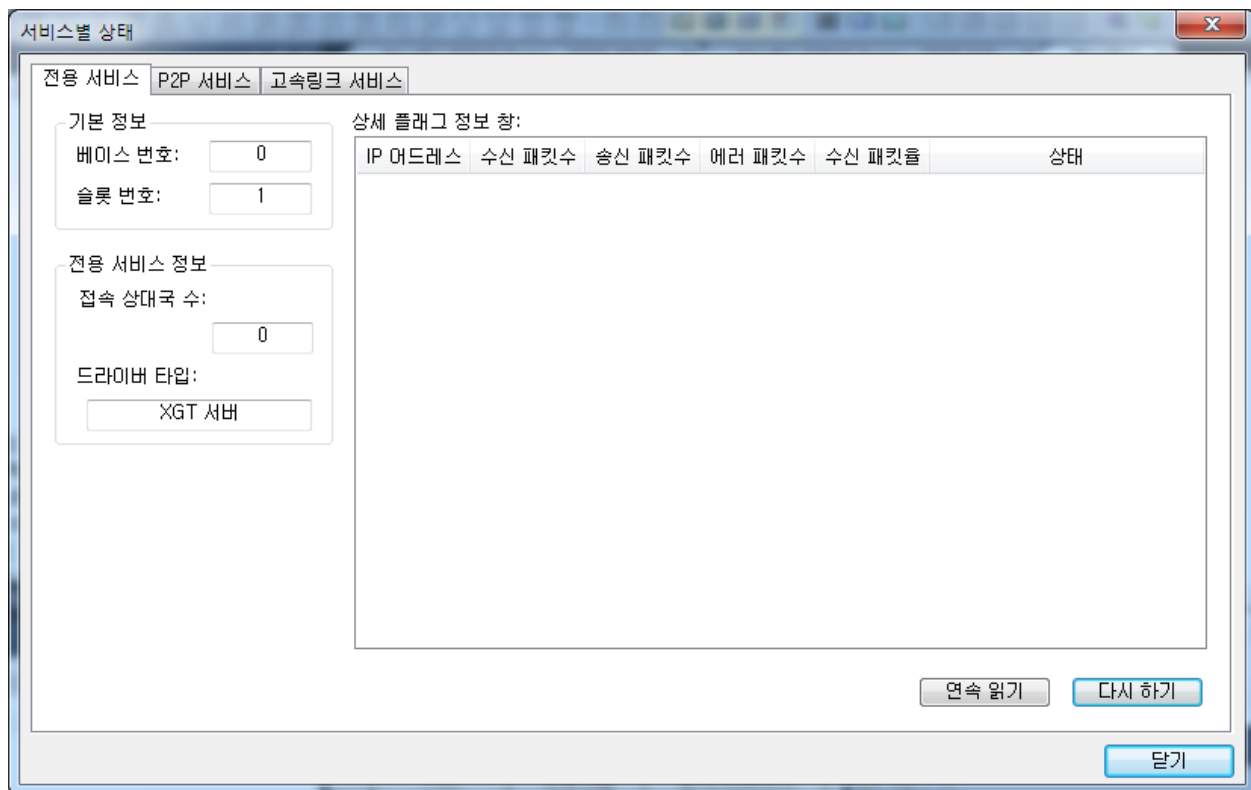 서비스별 상태
전용 서비스 P2P 서비스 고속링크 서비스
기본 정보
베이스 번호: 0
슬롯 번호: 1
전용 서비스 정보
접속 상대국 수:
0
드라이버 타입:
XGT 서버
상세 플래그 정보 창:
IP 어드레스 수신 패킷수 송신 패킷수 에러 패킷수 수신 패킷율 상태
연속 읽기 다시 하기
닫기